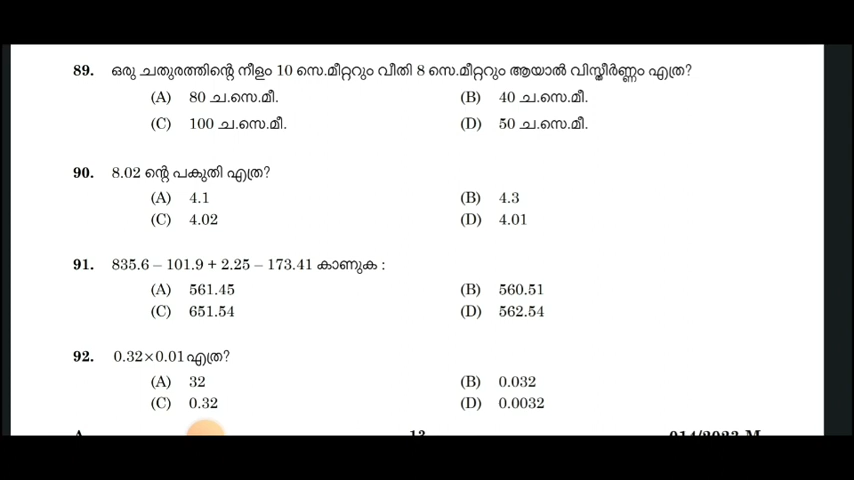 89. ഒരു ചതുരത്തിന്റെ നീളം 10 സെ.മീറ്ററും വീതി 8 സെ.മീറ്ററും ആയാൽ വിസ്തീർണ്ണം എത്ര?
(A) 80 ച.സെ.മീ. (B) 40 ച.സെ.മീ.
(C) 100 ച.സെ.മീ. (D) 50 ച.സെ.മീ.
90. 8.02 ന്റെ പകുതി എത്ര?
(A) 4.1 (B) 4.3
(C) 4.02 (D) 4.01
91. 835.6 – 101.9 + 2.25 – 173.41 കാണുക :
(A) 561.45 (B) 560.51
(C) 651.54 (D) 562.54
92. 0.32×0.01 എത്ര?
(A) 32 (B) 0.032
(C) 0.32 (D) 0.0032